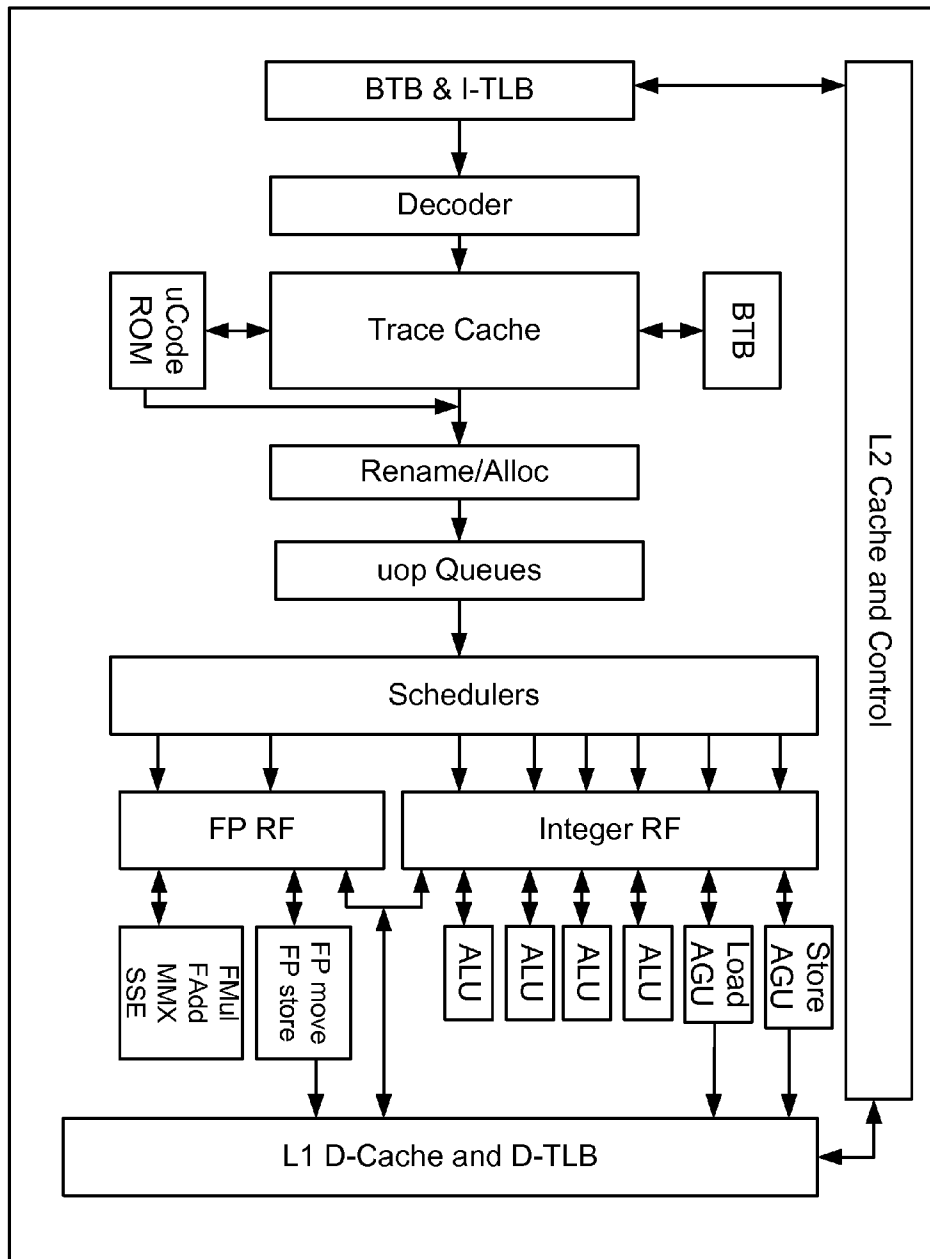 BTB & I-TLB
Decoder
uCode
ROM
Trace Cache
BTB
L2 Cache and Control
Rename/Alloc
uop Queues
Schedulers
FP RF
Integer RF
FMul
FAdd
MMX
SSE
FP move
FP store
ALU
ALU
ALU
ALU
Load
AGU
Store
AGU
L1 D-Cache and D-TLB